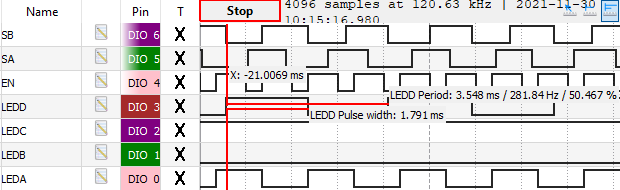 Name Pin T Stop 4096 samples at 120.63 kHz | 2021-11-30
10:15:16.980
SB DIO 6 X
SA DIO 5 X
X: -21.0069 ms
EN DIO 4 X
LEDD Period: 3.548 ms / 281.84 Hz / 50.467 %
LEDD DIO 3 X
LEDD Pulse width: 1.791 ms
LEDC DIO 2 X
LEDB DIO 1 X
LEDA DIO 0 X